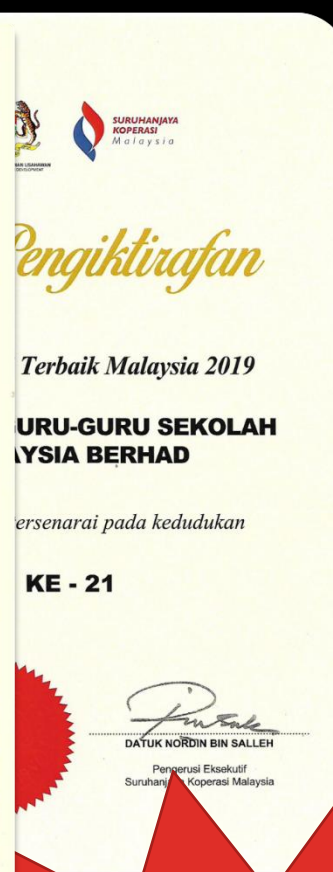 SURUHANJAYA
KOPERASI
Malaysia
engiktirafan
Terbaik Malaysia 2019
URU-GURU SEKOLAH
YSIA BERHAD
ersenarai pada kedudukan
KE - 21
DATUK NORDIN BIN SALLEH
Pengerusi Eksekutif
Suruhanjaya Koperasi Malaysia